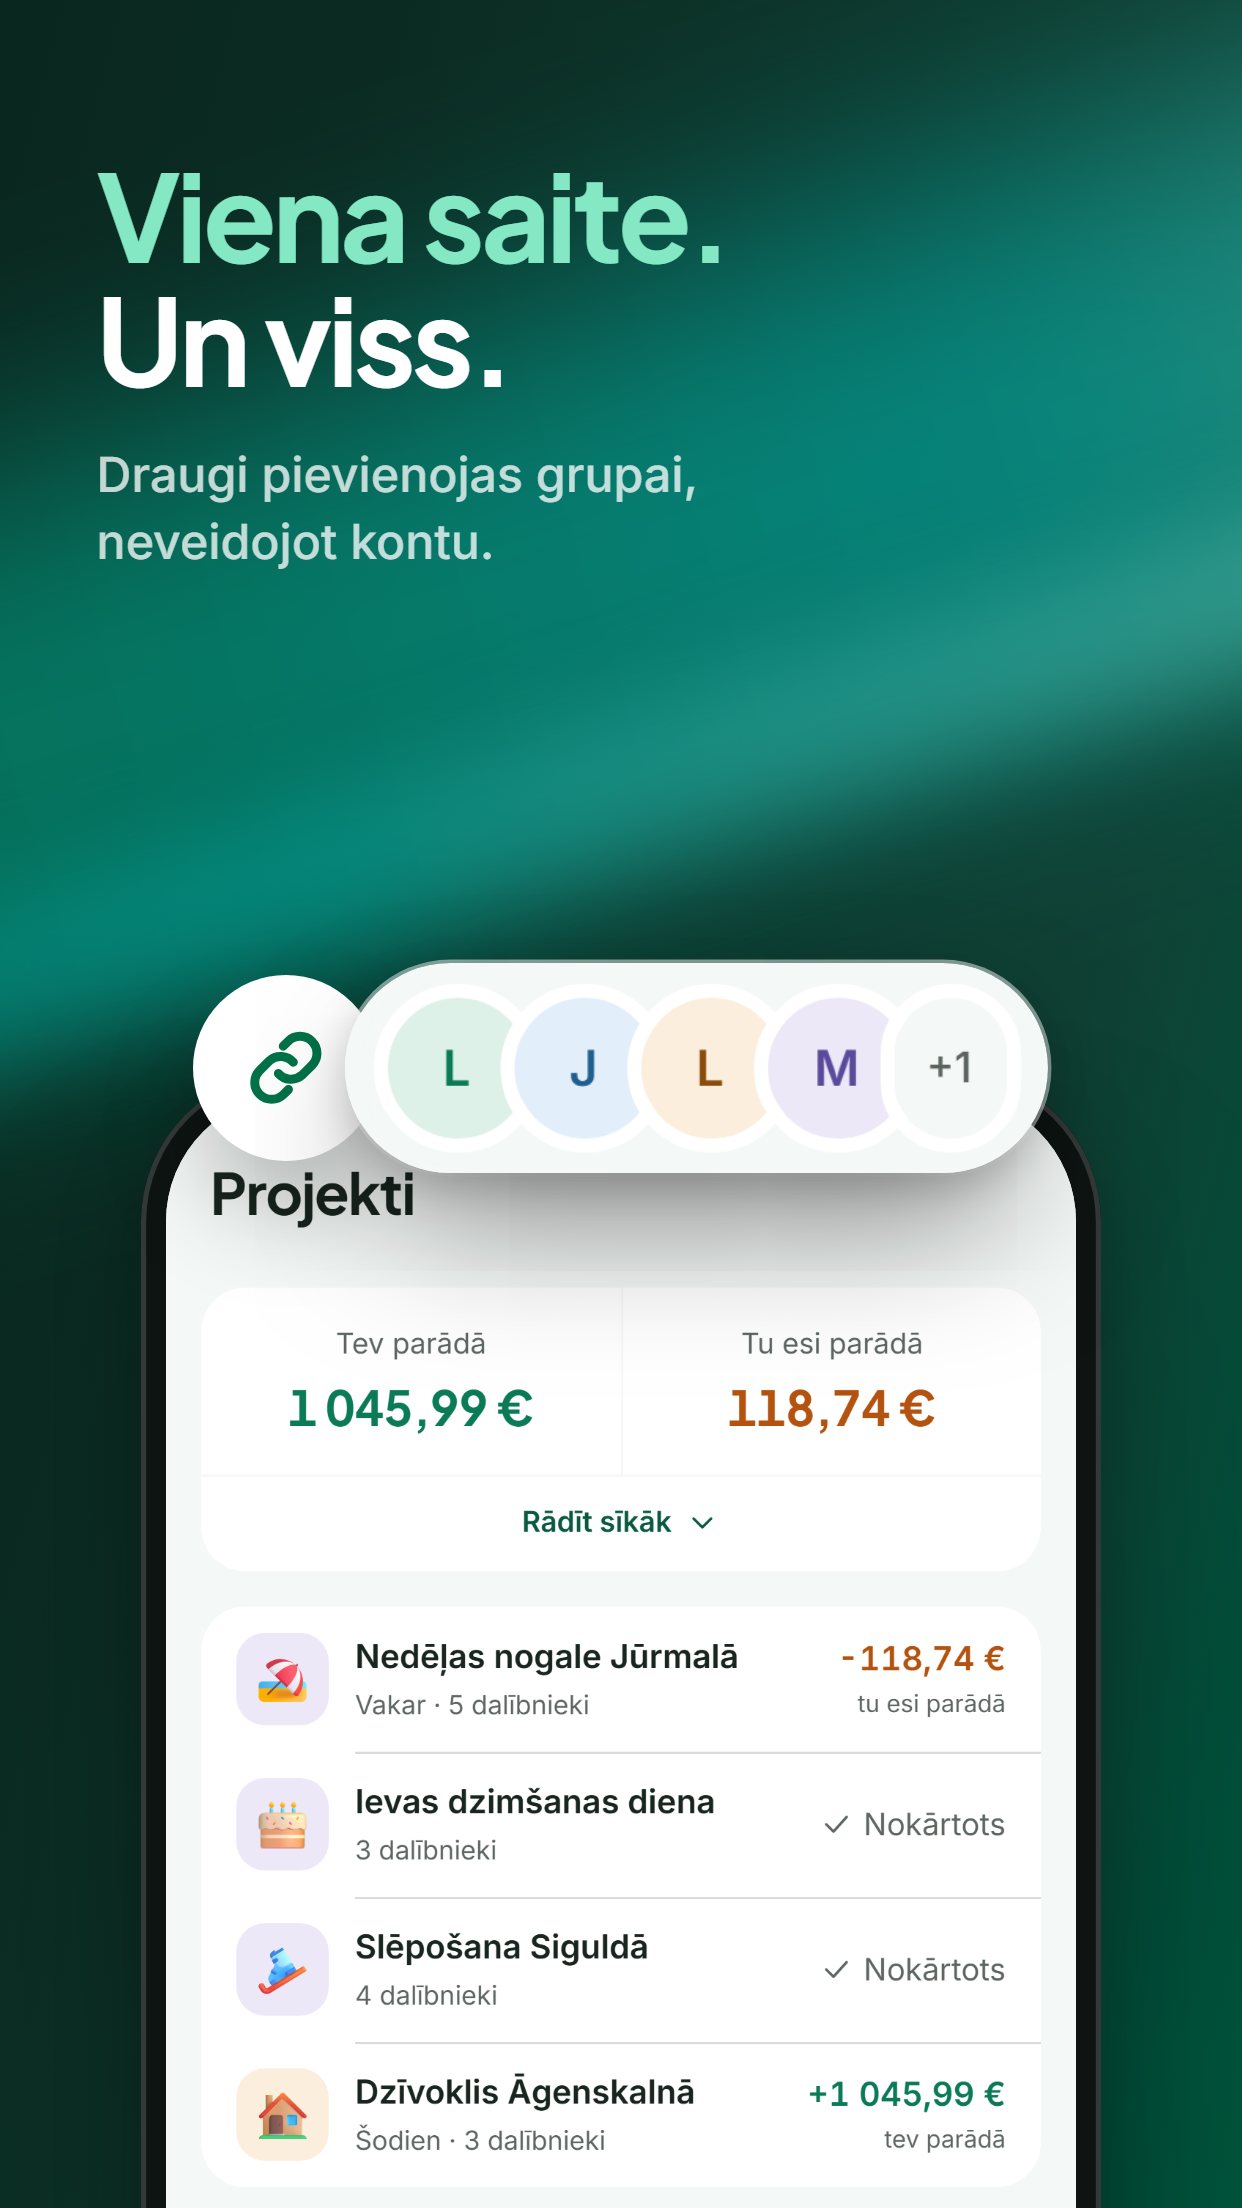 Viena saite.
Un viss.
Draugi pievienojas grupai,
neveidojot kontu.
L J L M +1
Projekti
Tev parādā
1 045,99 €
Tu esi parādā
118,74 €
Rādīt sīkāk
Nedēļas nogale Jūrmalā
-118,74 €
Vakar · 5 dalībnieki
tu esi parādā
Ievas dzimšanas diena
3 dalībnieki
Nokārtots
Slēpošana Siguldā
4 dalībnieki
Nokārtots
Dzīvoklis Āgenskalnā
+1 045,99 €
Šodien · 3 dalībnieki
tev parādā